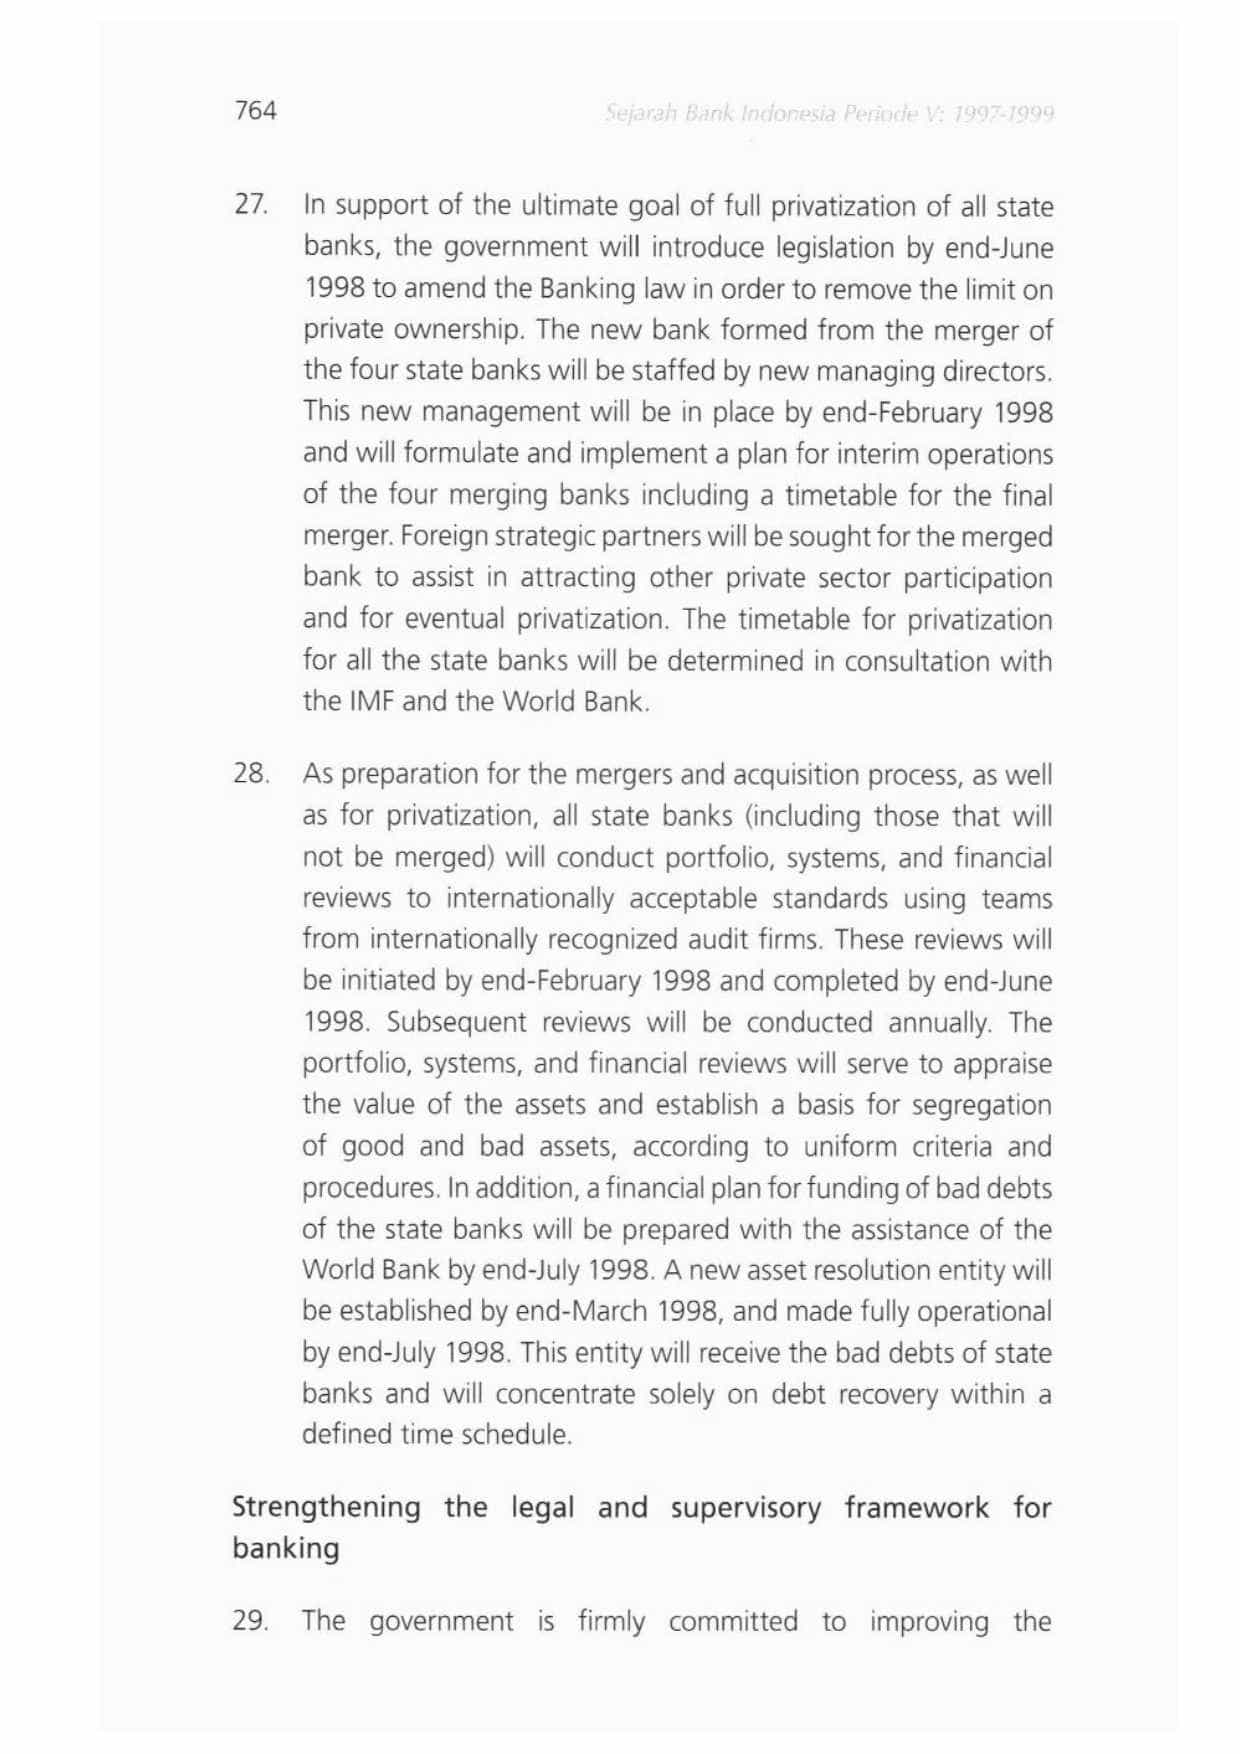 764
Sejarah Bank Indonesia Periode V: 1997-1999
27. In support of the ultimate goal of full privatization of all state
banks, the government will introduce legislation by end-June
1998 to amend the Banking law in order to remove the limit on
private ownership. The new bank formed from the merger of
the four state banks will be staffed by new managing directors.
This new management will be in place by end-February 1998
and will formulate and implement a plan for interim operations
of the four merging banks including a timetable for the final
merger. Foreign strategic partners will be sought for the merged
bank to assist in attracting other private sector participation
and for eventual privatization. The timetable for privatization
for all the state banks will be determined in consultation with
the IMF and the World Bank.
28. As preparation for the mergers and acquisition process, as well
as for privatization, all state banks (including those that will
not be merged) will conduct portfolio, systems, and financial
reviews to internationally acceptable standards using teams
from internationally recognized audit firms. These reviews will
be initiated by end-February 1998 and completed by end-June
1998. Subsequent reviews will be conducted annually. The
portfolio, systems, and financial reviews will serve to appraise
the value of the assets and establish a basis for segregation
of good and bad assets, according to uniform criteria and
procedures. In addition, a financial plan for funding of bad debts
of the state banks will be prepared with the assistance of the
World Bank by end-July 1998. A new asset resolution entity will
be established by end-March 1998, and made fully operational
by end-July 1998. This entity will receive the bad debts of state
banks and will concentrate solely on debt recovery within a
defined time schedule.
Strengthening the legal and supervisory framework for
banking
29. The government is firmly committed to improving the